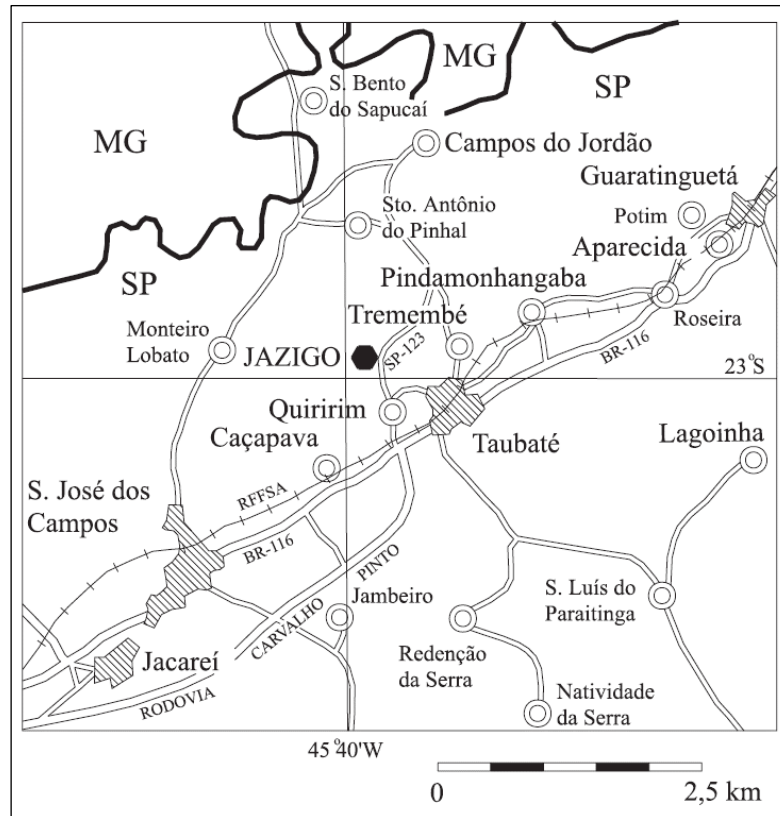 MG
S. Bento
do Sapucaí
MG
SP
Campos do Jordão
Guaratinguetá
Sto. Antônio
do Pinhal
Potim
Aparecida
SP
Pindamonhangaba
Tremembé
Roseira
Monteiro
Lobato
JAZIGO
SP-123
BR-116
23°S
Quiririm
Caçapava
Taubaté
Lagoinha
S. José dos
Campos
RFFSA
BR-116
PINTO
CARVALHO
RODOVIA
Jambeiro
S. Luís do
Paraitinga
Jacareí
Redenção
da Serra
Natividade
da Serra
45°40'W
0
2,5 km